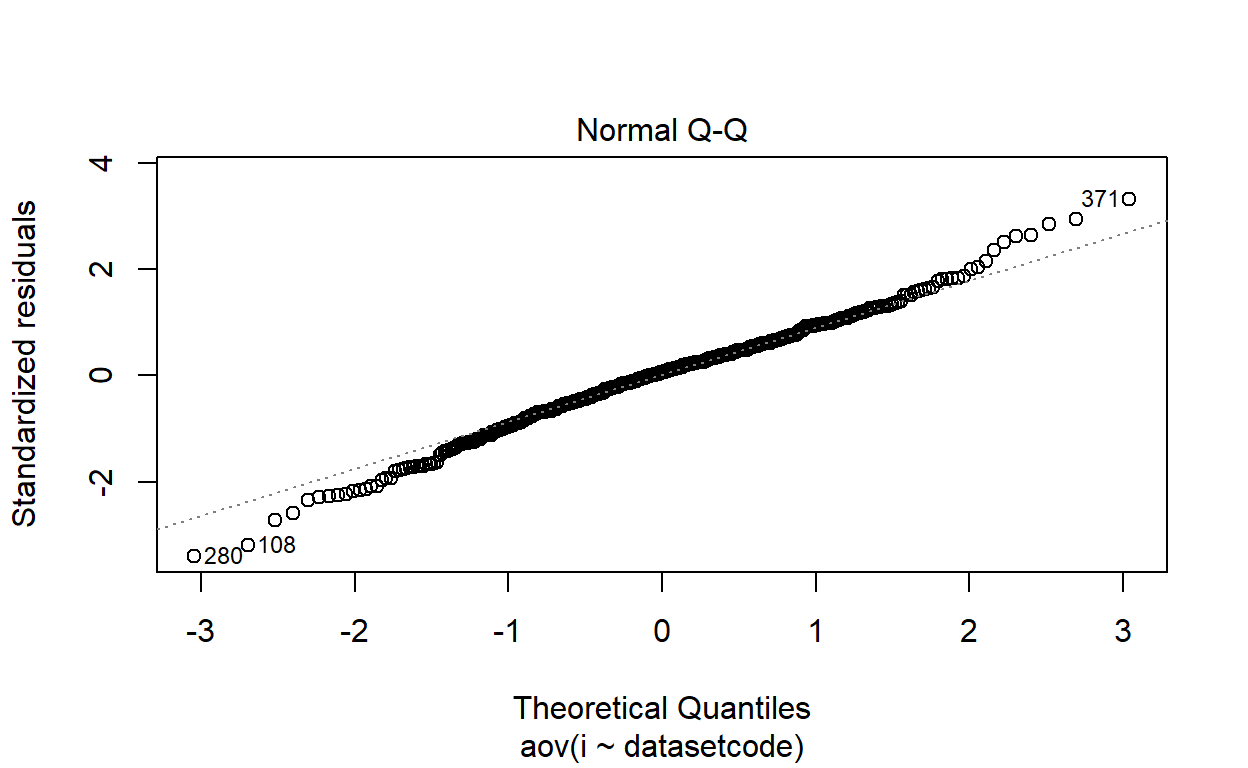 Normal Q-Q
Standardized residuals
4
2
0
-2
371
280
108
-3 -2 -1 0 1 2 3
Theoretical Quantiles
aov(i ~ datasetcode)